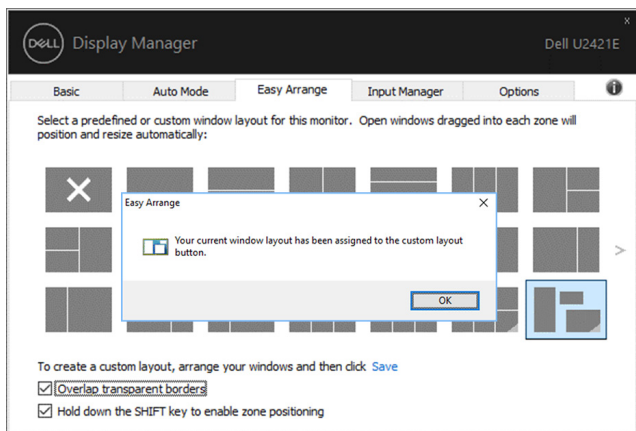 DELL Display Manager
x
Dell U2421E
Basic Auto Mode Easy Arrange Input Manager Options
Select a predefined or custom window layout for this monitor. Open windows dragged into each zone will
position and resize automatically:
Easy Arrange
Your current window layout has been assigned to the custom layout
button.
OK
To create a custom layout, arrange your windows and then click Save
Overlap transparent borders
Hold down the SHIFT key to enable zone positioning